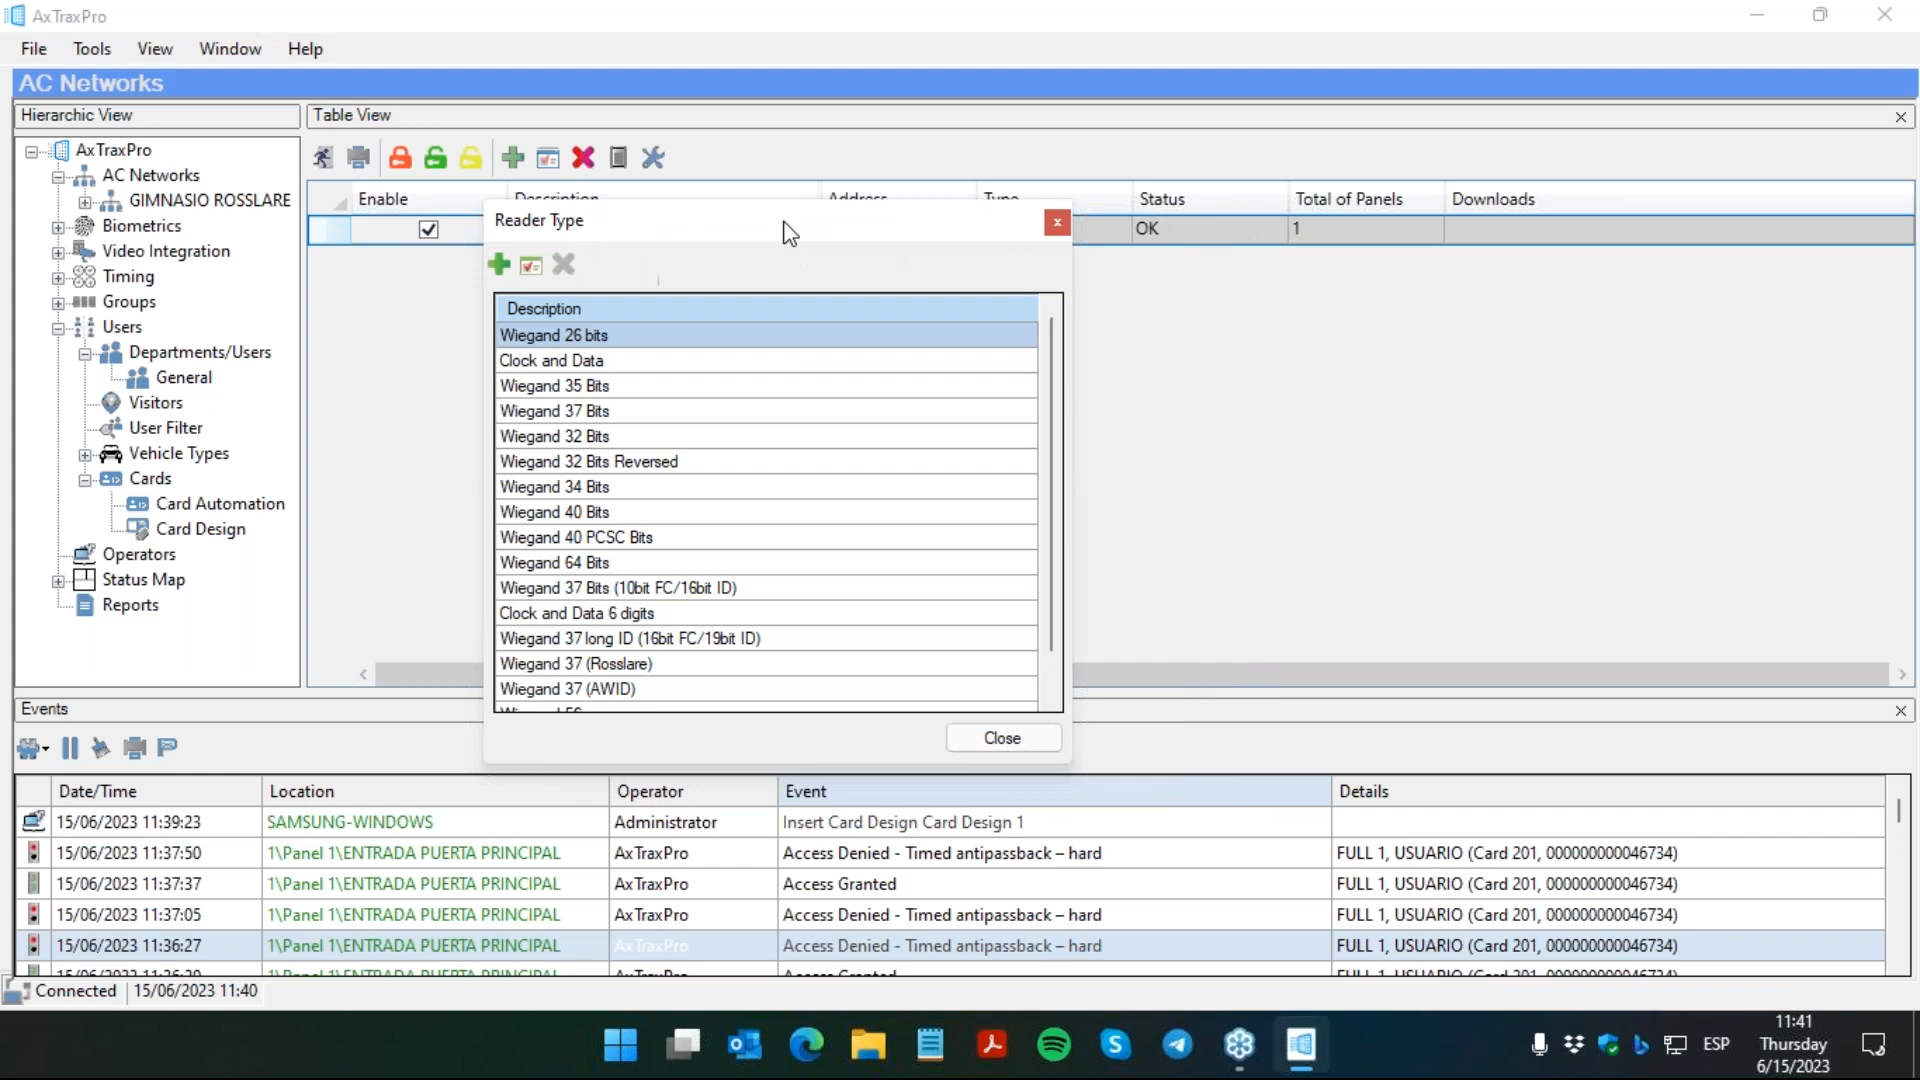 AxTraxPro
File Tools View Window Help
AC Networks
Hierarchic View
Table View
AxTraxPro
AC Networks
GIMNASIO ROSSLARE
Biometrics
Video Integration
Timing
Groups
Users
Departments/Users
General
Visitors
User Filter
Vehicle Types
Cards
Card Automation
Card Design
Operators
Status Map
Reports
Enable Description Address Type Status Total of Panels Downloads
OK 1
Reader Type
Description
Wiegand 26 bits
Clock and Data
Wiegand 35 Bits
Wiegand 37 Bits
Wiegand 32 Bits
Wiegand 32 Bits Reversed
Wiegand 34 Bits
Wiegand 40 Bits
Wiegand 40 PCSC Bits
Wiegand 64 Bits
Wiegand 37 Bits (10bit FC/16bit ID)
Clock and Data 6 digits
Wiegand 37 long ID (16bit FC/19bit ID)
Wiegand 37 (Rosslare)
Wiegand 37 (AWID)
Close
Events
Date/Time Location Operator Event Details
15/06/2023 11:39:23 SAMSUNG-WINDOWS Administrator Insert Card Design Card Design 1
15/06/2023 11:37:50 1\Panel 1\ENTRADA PUERTA PRINCIPAL AxTraxPro Access Denied - Timed antipassback – hard FULL 1, USUARIO (Card 201, 000000000046734)
15/06/2023 11:37:37 1\Panel 1\ENTRADA PUERTA PRINCIPAL AxTraxPro Access Granted FULL 1, USUARIO (Card 201, 000000000046734)
15/06/2023 11:37:05 1\Panel 1\ENTRADA PUERTA PRINCIPAL AxTraxPro Access Denied - Timed antipassback – hard FULL 1, USUARIO (Card 201, 000000000046734)
15/06/2023 11:36:27 1\Panel 1\ENTRADA PUERTA PRINCIPAL AxTraxPro Access Denied - Timed antipassback – hard FULL 1, USUARIO (Card 201, 000000000046734)
Connected 15/06/2023 11:40
ESP
11:41
Thursday
6/15/2023